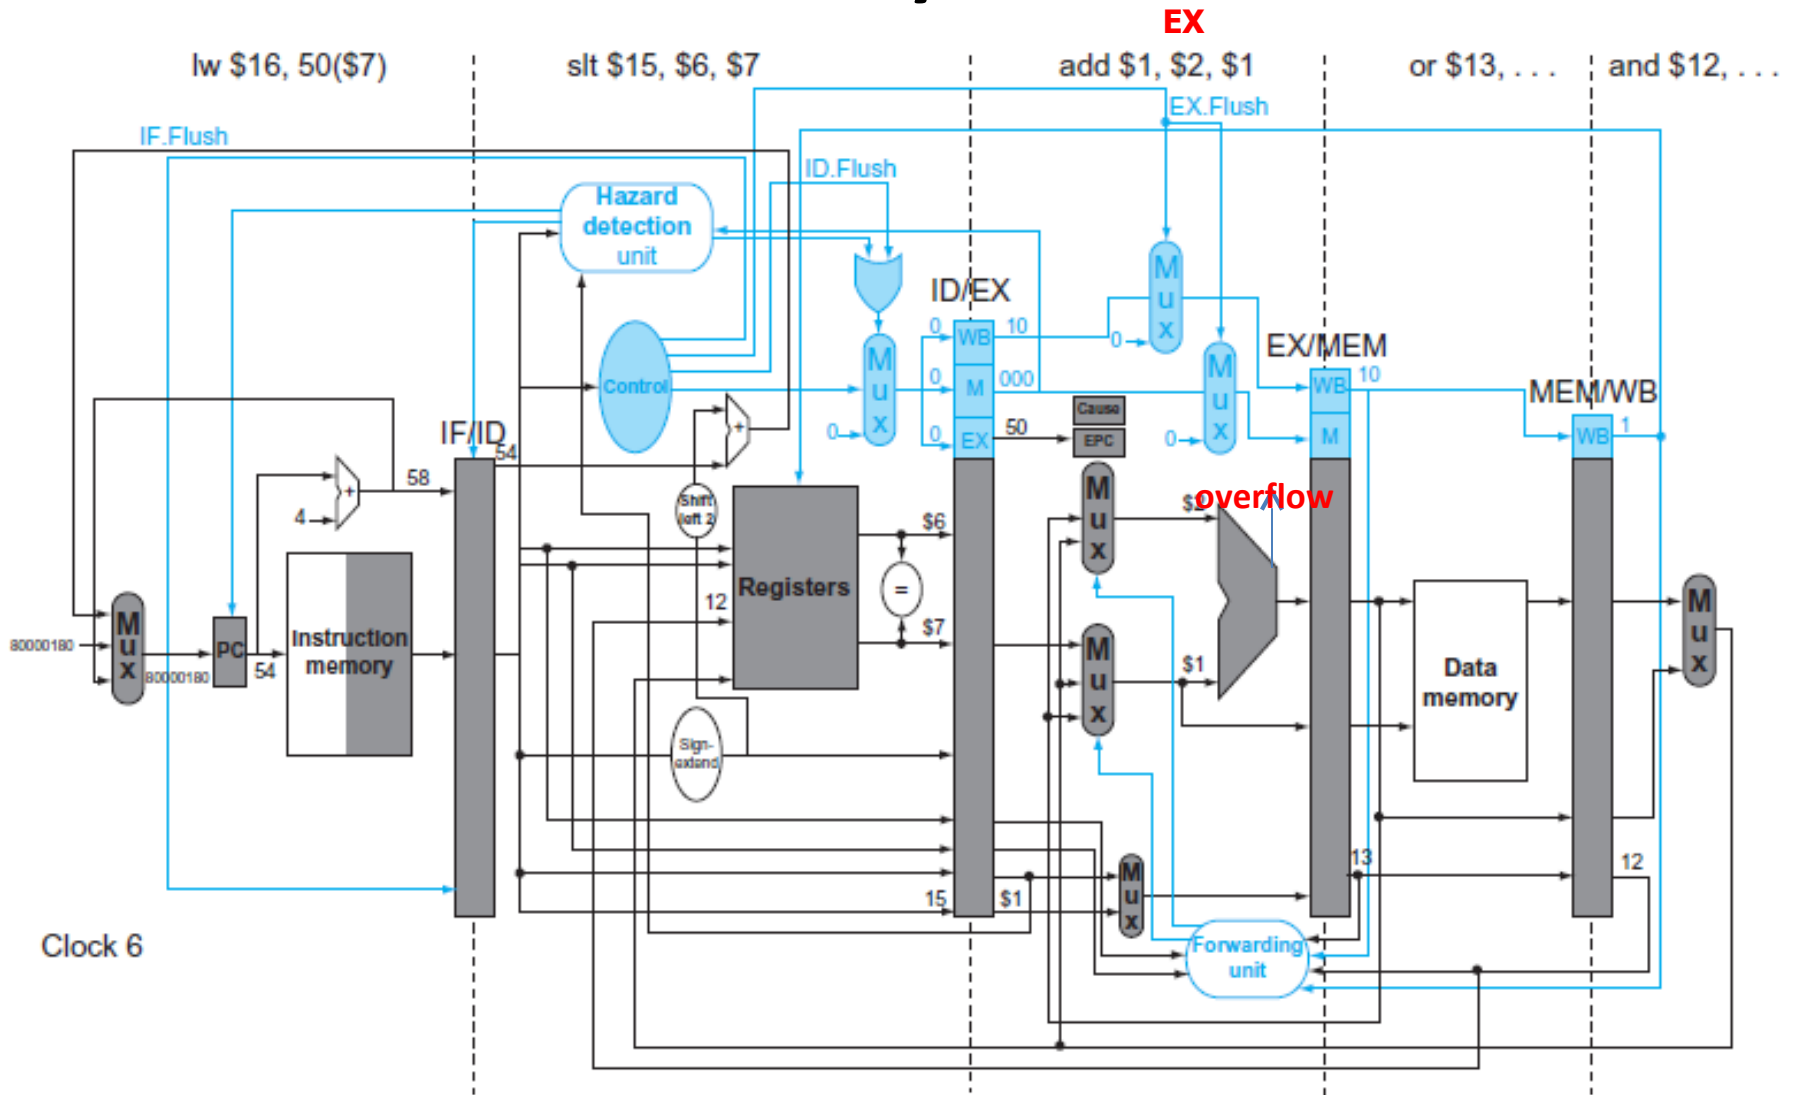 EX
lw $16, 50($7)
slt $15, $6, $7
add $1, $2, $1
or $13, . . .
and $12, . . .
EX.Flush
IF.Flush
ID.Flush
Hazard
detection
unit
M
u
x
0
ID/EX
0
WB
10
M
u
x
0
EX/MEM
WB
10
MEM/WB
Control
M
u
x
0
0
M
000
Cause
M
WB
1
0
EX
50
EPC
+
IF/ID
54
58
+
4
Shift
left 2
M
u
x
$2
overflow
$6
Registers
=
12
$7
M
u
x
80000180
80000180
PC
54
Instruction
memory
M
u
x
$1
Data
memory
M
u
x
Sign-
extend
13
12
M
u
x
15
$1
Forwarding
unit
Clock 6